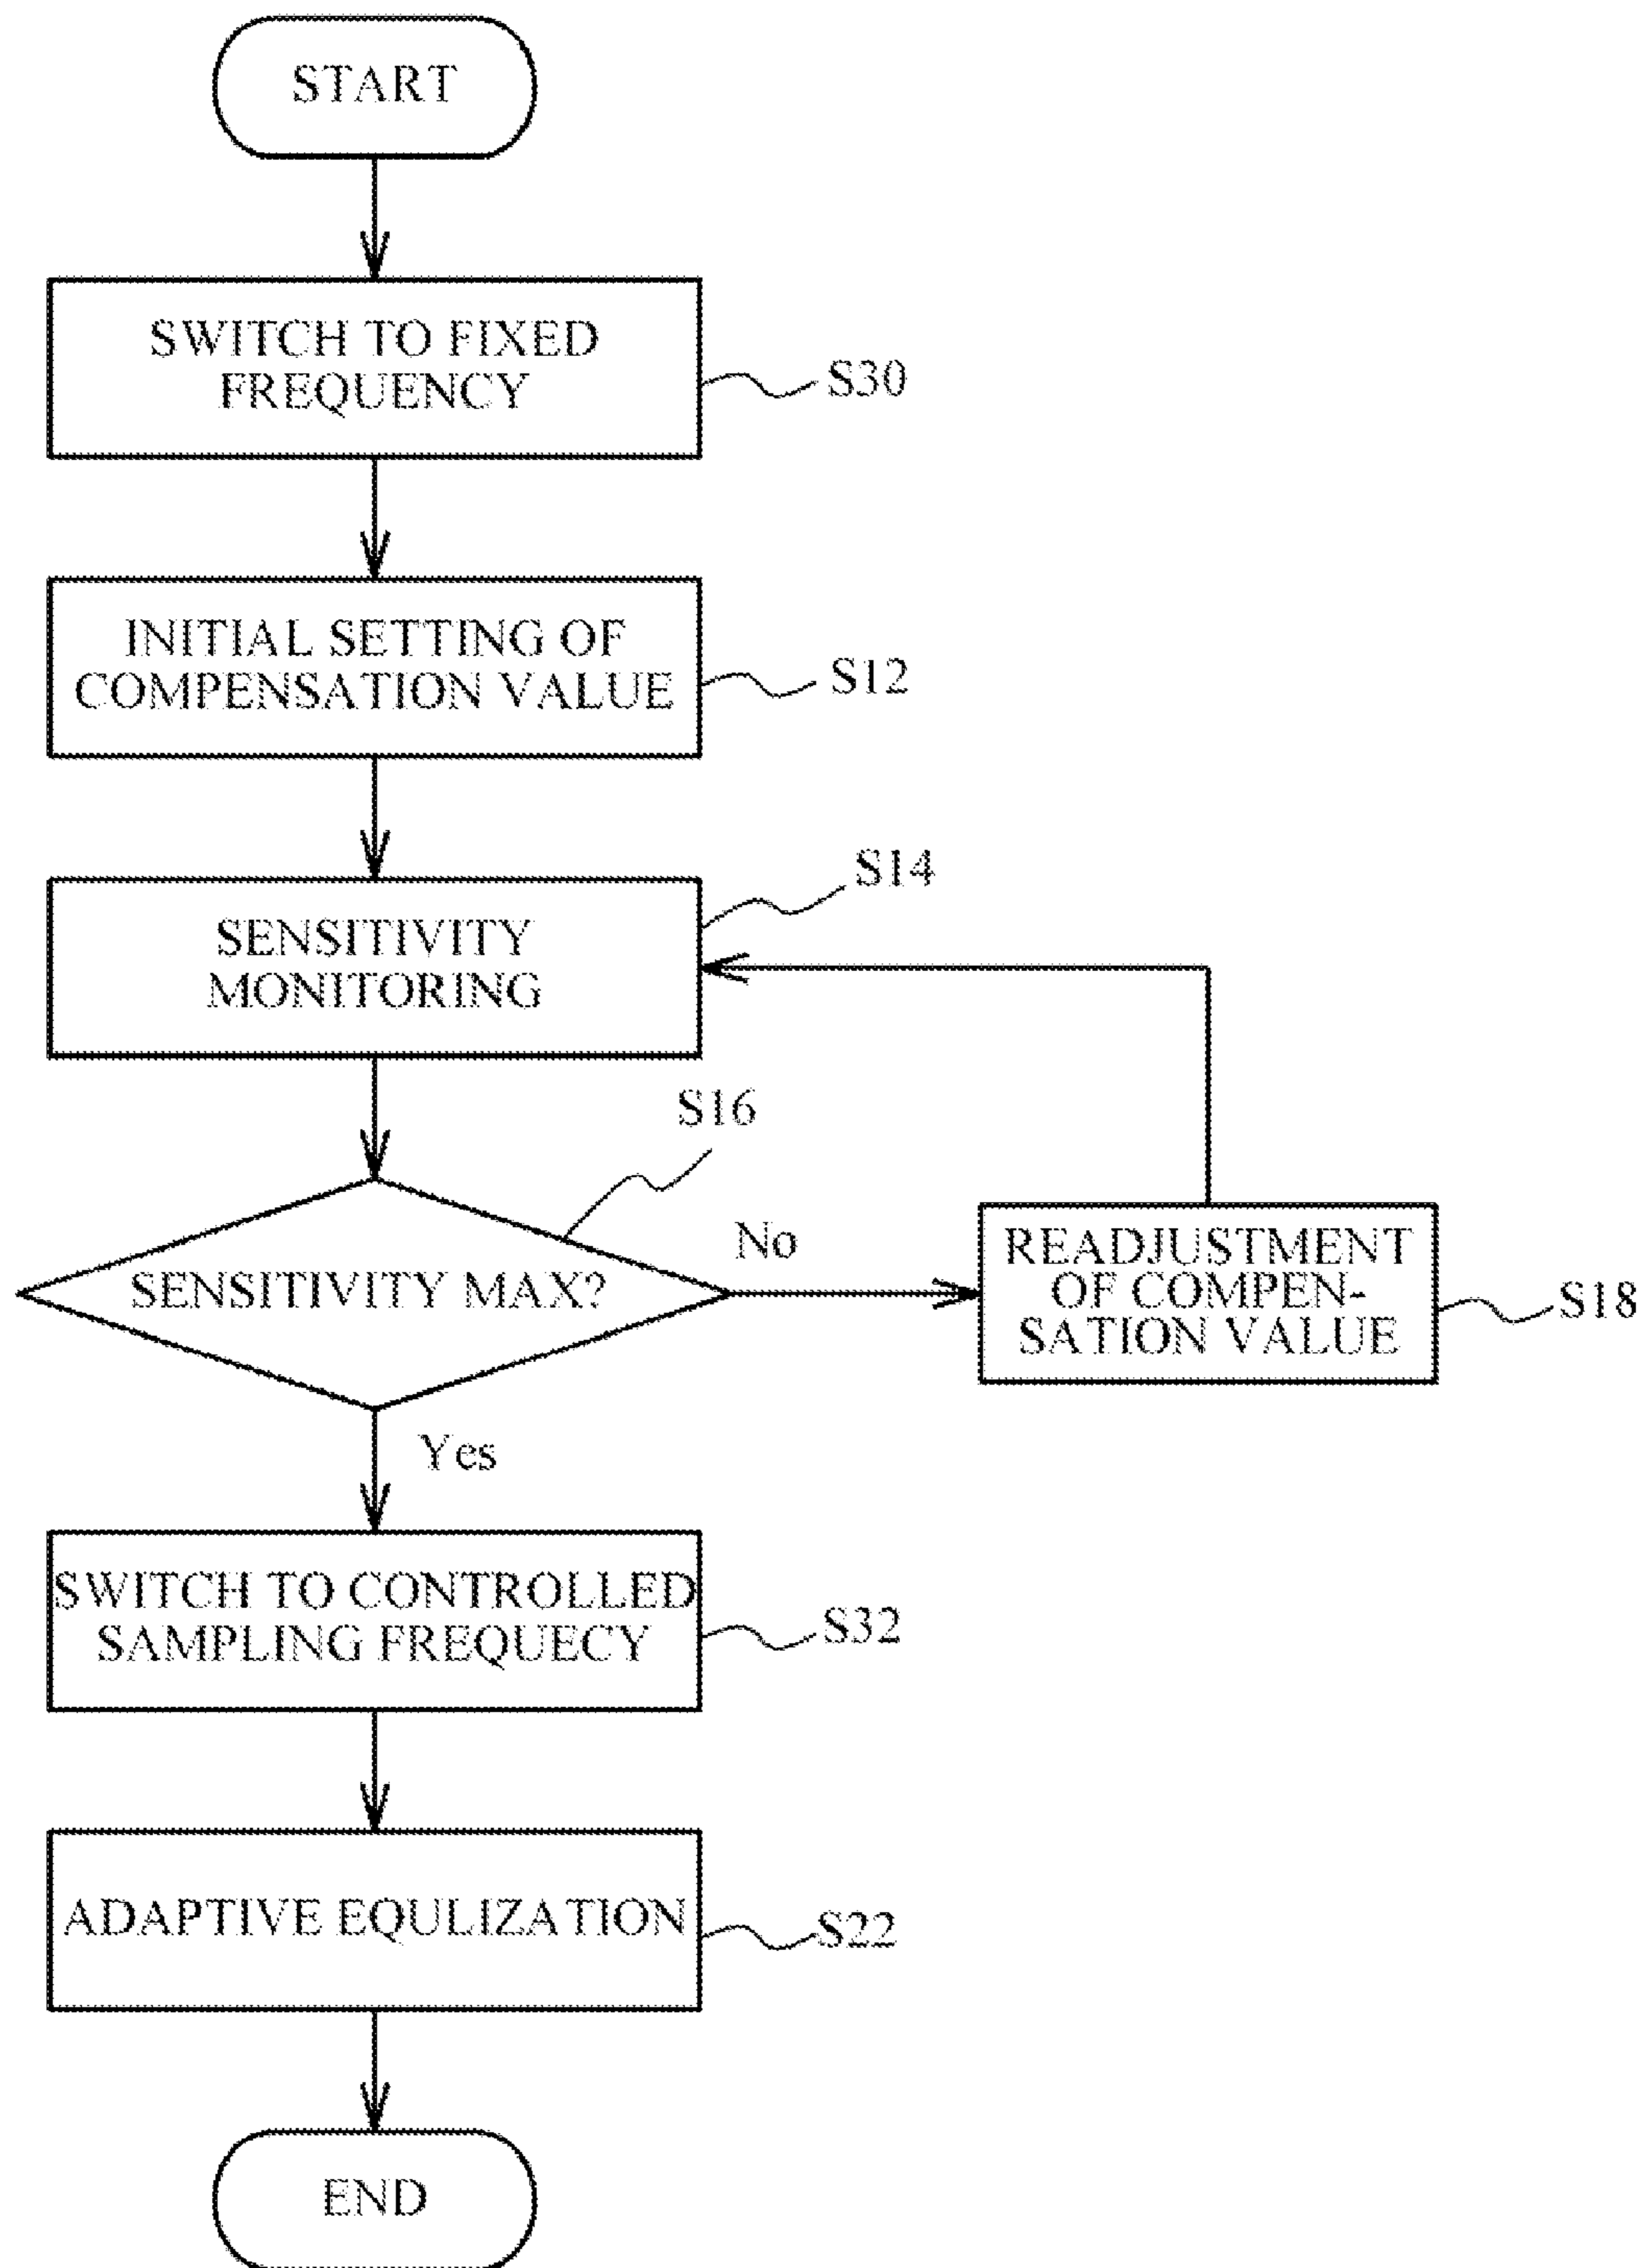 START
SWITCH TO FIXED
FREQUENCY
S30
INITIAL SETTING OF
COMPENSATION VALUE
S12
S14
SENSITIVITY
MONITORING
S16
No
SENSITIVITY MAX?
READJUSTMENT
OF COMPEN-
SATION VALUE
S18
Yes
SWITCH TO CONTROLLED
SAMPLING FREQUECY
S32
ADAPTIVE EQULIZATION
S22
END